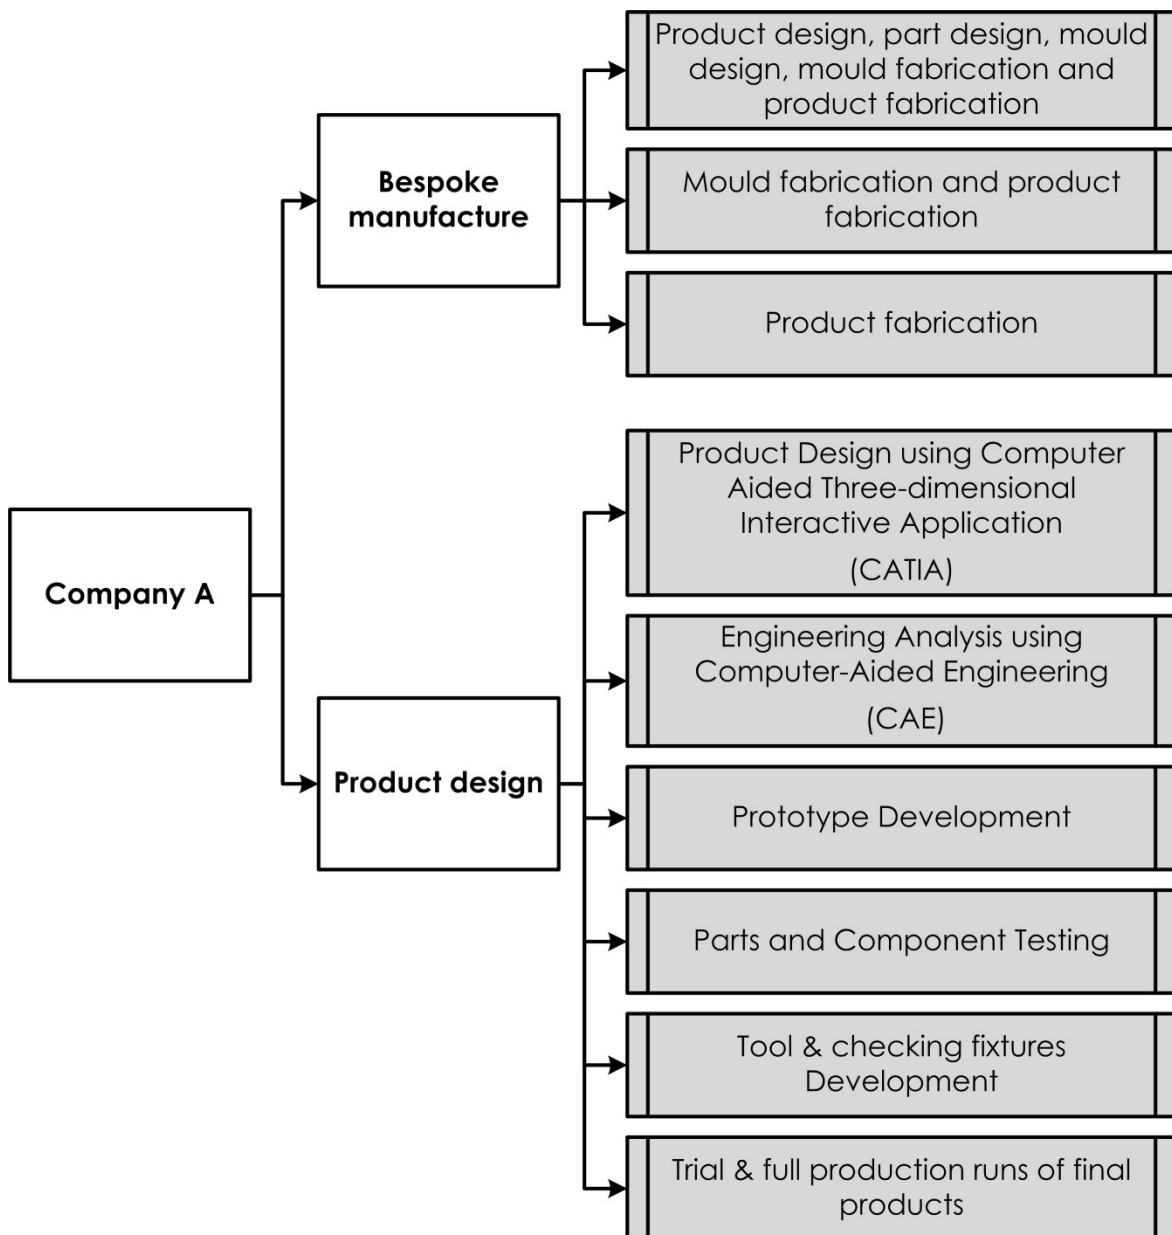 Product design, part design, mould
design, mould fabrication and
product fabrication
Bespoke
manufacture
Mould fabrication and product
fabrication
Product fabrication
Product Design using Computer
Aided Three-dimensional
Interactive Application
(CATIA)
Company A
Engineering Analysis using
Computer-Aided Engineering
(CAE)
Product design
Prototype Development
Parts and Component Testing
Tool & checking fixtures
Development
Trial & full production runs of final
products